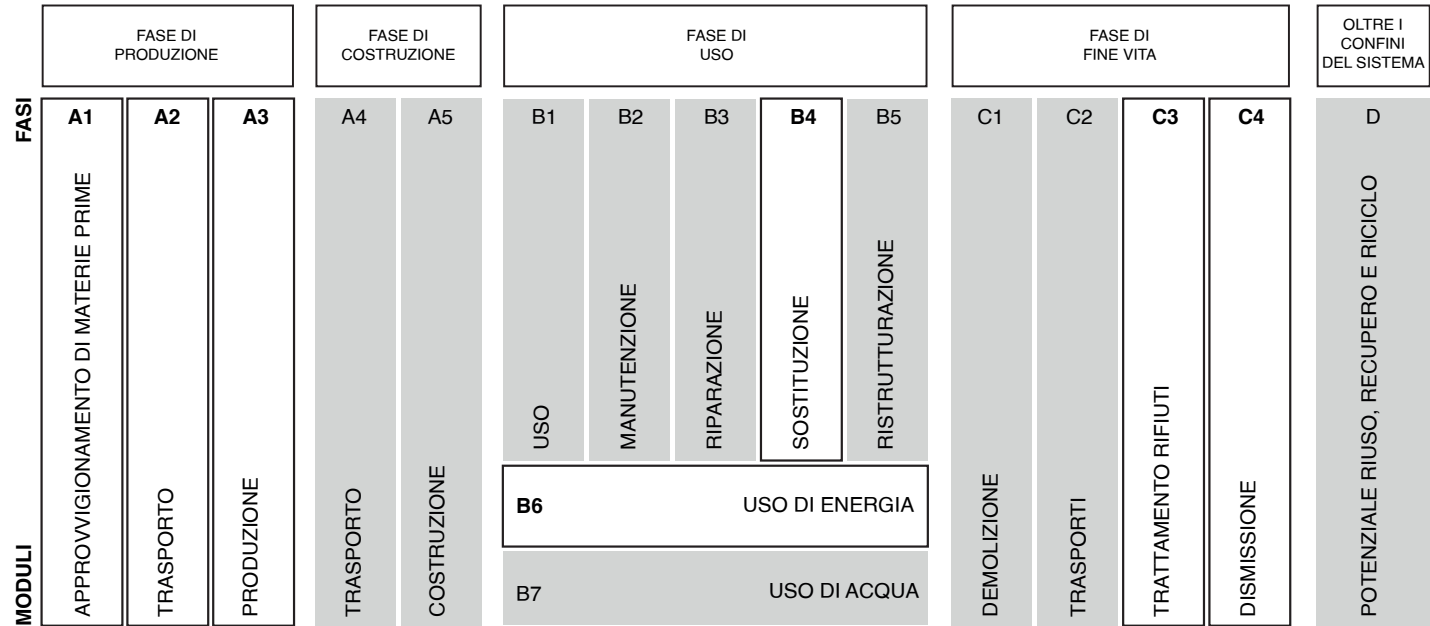 FASE DI
PRODUZIONE
FASE DI
COSTRUZIONE
FASE DI
USO
FASE DI
FINE VITA
OLTRE I
CONFINI
DEL SISTEMA
FASI
MODULI
A1
APPROVVIGIONAMENTO DI MATERIE PRIME
A2
TRASPORTO
A3
PRODUZIONE
A4
TRASPORTO
A5
COSTRUZIONE
B1
USO
B2
MANUTENZIONE
B3
RIPARAZIONE
B4
SOSTITUZIONE
B5
RISTRUTTURAZIONE
B6 USO DI ENERGIA
B7 USO DI ACQUA
C1
DEMOLIZIONE
C2
TRASPORTI
C3
TRATTAMENTO RIFIUTI
C4
DISMISSIONE
D
POTENZIALE RIUSO, RECUPERO E RICICLO